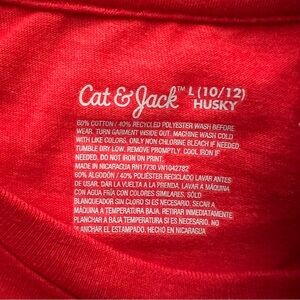 Cat & Jack™ L (10/12)
HUSKY
60% COTTON / 40% RECYCLED POLYESTER WASH BEFORE
WEAR. TURN GARMENT INSIDE OUT. MACHINE WASH COLD
WITH LIKE COLORS. ONLY NON CHLORINE BLEACH IF NEEDED.
TUMBLE DRY LOW. REMOVE PROMPTLY. COOL IRON IF
NEEDED. DO NOT IRON ON PRINT.
MADE IN NICARAGUA RN17730 VN1042782
60% ALGODÓN / 40% POLIÉSTER RECICLADO LAVAR ANTES
DE USAR. DAR LA VUELTA A LA PRENDA. LAVAR A MÁQUINA
CON AGUA FRÍA CON COLORES SIMILARES. SÓLO
BLANQUEADOR SIN CLORO SI ES NECESARIO. SECAR A
MÁQUINA A TEMPERATURA BAJA. RETIRAR INMEDIATAMENTE
PLANCHAR A TEMPERATURA BAJA SI ES NECESARIO. NO
PLANCHAR EL ESTAMPADO. HECHO EN NICARAGUA